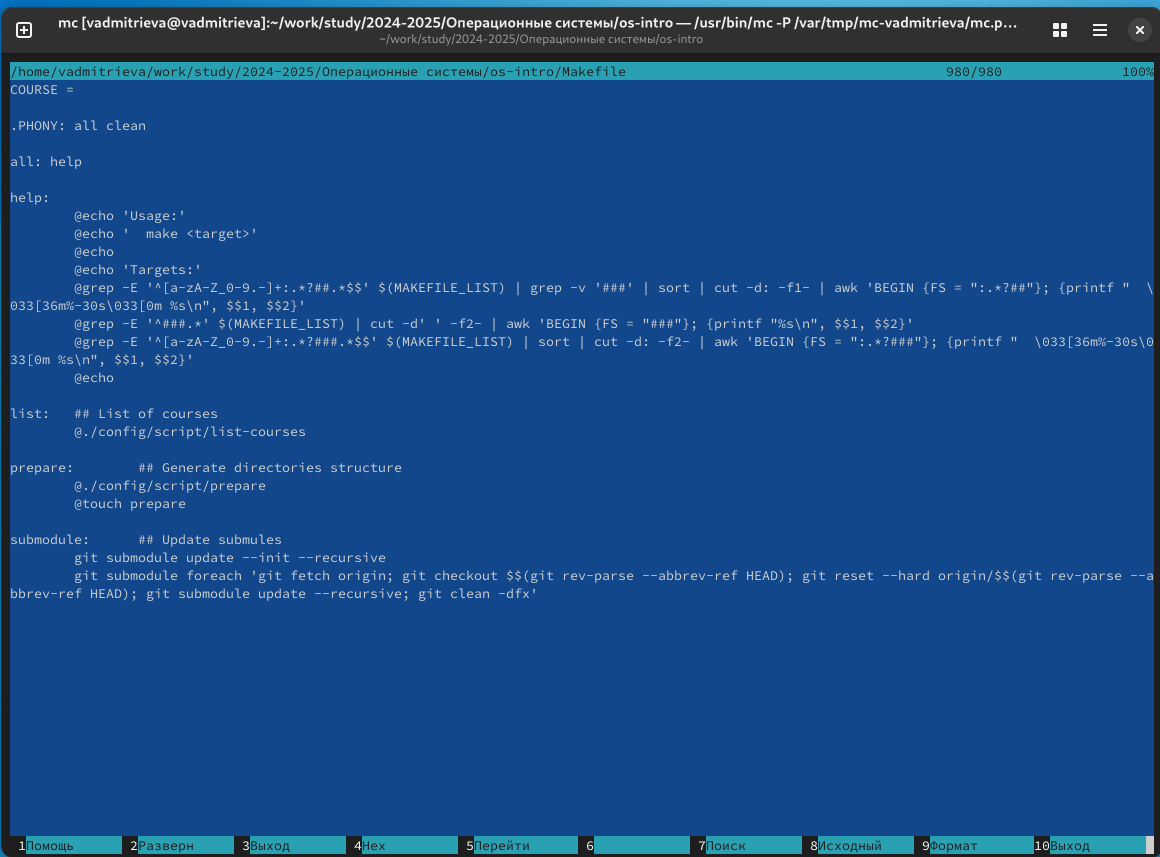 mc [vadmitrieva@vadmitrieva]:~/work/study/2024-2025/Операционные системы/os-intro — /usr/bin/mc -P /var/tmp/mc-vadmitrieva/mc.p…
~/work/study/2024-2025/Операционные системы/os-intro
/home/vadmitrieva/work/study/2024-2025/Операционные системы/os-intro/Makefile 980/980 100%
COURSE =
.PHONY: all clean
all: help
help:
@echo 'Usage:'
@echo '  make <target>'
@echo
@echo 'Targets:'
@grep -E '^[a-zA-Z_0-9.-]+:.*?##.*$$' $(MAKEFILE_LIST) | grep -v '###' | sort | cut -d: -f1- | awk 'BEGIN {FS = ":.*?##"}; {printf "  \
033[36m%-30s\033[0m %s\n", $$1, $$2}'
@grep -E '^###.*' $(MAKEFILE_LIST) | cut -d' ' -f2- | awk 'BEGIN {FS = "###"}; {printf "%s\n", $$1, $$2}'
@grep -E '^[a-zA-Z_0-9.-]+:.*?###.*$$' $(MAKEFILE_LIST) | sort | cut -d: -f2- | awk 'BEGIN {FS = ":.*?###"}; {printf "  \033[36m%-30s\0
33[0m %s\n", $$1, $$2}'
@echo
list:   ## List of courses
@./config/script/list-courses
prepare:        ## Generate directories structure
@./config/script/prepare
@touch prepare
submodule:      ## Update submules
git submodule update --init --recursive
git submodule foreach 'git fetch origin; git checkout $$(git rev-parse --abbrev-ref HEAD); git reset --hard origin/$$(git rev-parse --a
bbrev-ref HEAD); git submodule update --recursive; git clean -dfx'
1Помощь 2Разверн 3Выход 4Hex 5Перейти 6 7Поиск 8Исходный 9Формат 10Выход